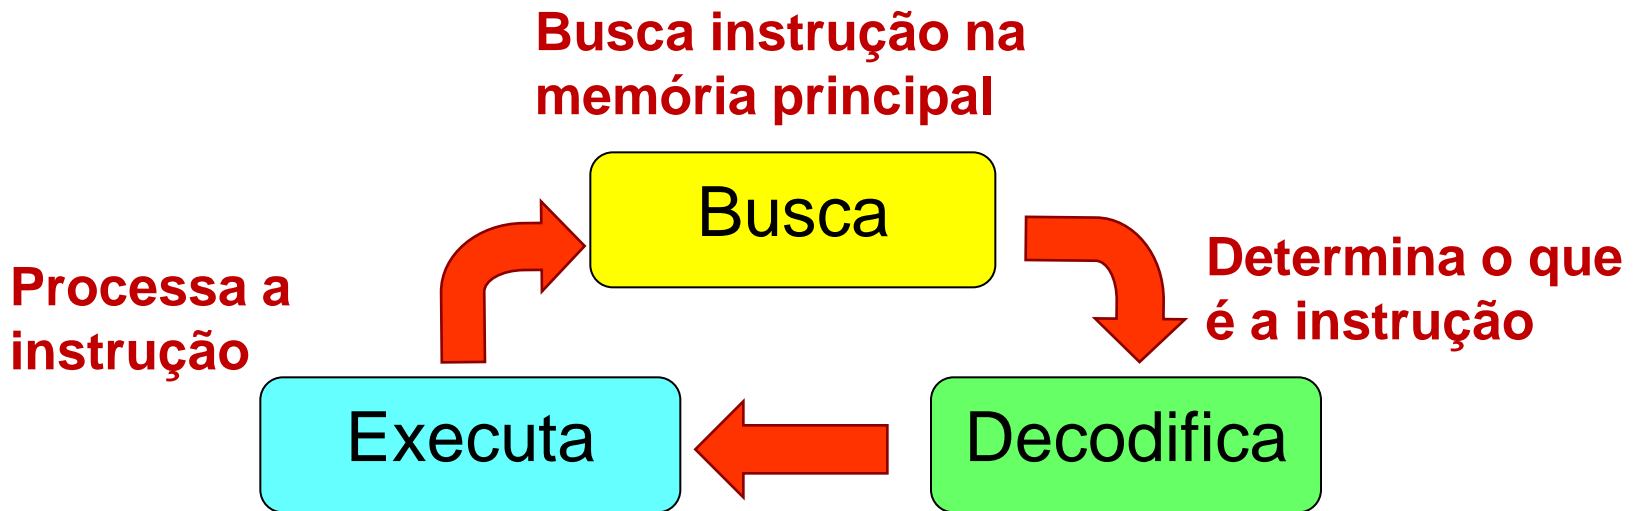 Busca instrução na
memória principal
Busca
Determina o que
é a instrução
Processa a
instrução
Executa
Decodifica